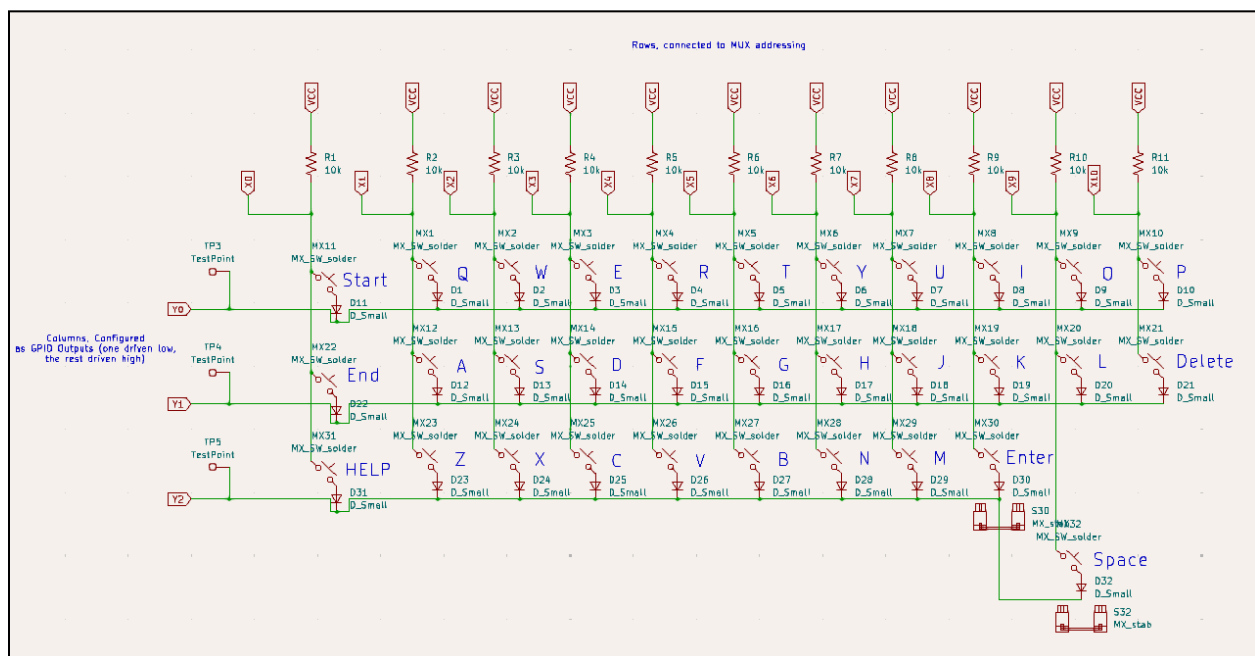 Rows, connected to MUX addressing
VCC VCC VCC VCC VCC VCC VCC VCC VCC VCC VCC
R1 R2 R3 R4 R5 R6 R7 R8 R9 R10 R11
10k 10k 10k 10k 10k 10k 10k 10k 10k 10k 10k
X0 X1 X2 X3 X4 X5 X6 X7 X8 X9 X10
MX1 MX2 MX3 MX4 MX5 MX6 MX7 MX8 MX9 MX10
MX_SW_solder MX_SW_solder MX_SW_solder MX_SW_solder MX_SW_solder MX_SW_solder MX_SW_solder MX_SW_solder MX_SW_solder MX_SW_solder
TP3 MX11
TestPoint MX_SW_solder
Start Q W E R T Y U I O P
D11 D1 D2 D3 D4 D5 D6 D7 D8 D9 D10
Y0 D_Small D_Small D_Small D_Small D_Small D_Small D_Small D_Small D_Small D_Small D_Small
Columns, Configured
as GPIO Outputs (one driven low,
the rest driven high)
MX12 MX13 MX14 MX15 MX16 MX17 MX18 MX19 MX20 MX21
MX_SW_solder MX_SW_solder MX_SW_solder MX_SW_solder MX_SW_solder MX_SW_solder MX_SW_solder MX_SW_solder MX_SW_solder MX_SW_solder
TP4 MX22
TestPoint MX_SW_solder
End A S D F G H J K L Delete
D22 D12 D13 D14 D15 D16 D17 D18 D19 D20 D21
Y1 D_Small D_Small D_Small D_Small D_Small D_Small D_Small D_Small D_Small D_Small D_Small
MX23 MX24 MX25 MX26 MX27 MX28 MX29 MX30
MX_SW_solder MX_SW_solder MX_SW_solder MX_SW_solder MX_SW_solder MX_SW_solder MX_SW_solder MX_SW_solder
TP5 MX31
TestPoint MX_SW_solder
HELP Z X C V B N M Enter
D31 D23 D24 D25 D26 D27 D28 D29 D30
Y2 D_Small D_Small D_Small D_Small D_Small D_Small D_Small D_Small D_Small
S30
MX_stab
MX32
MX_SW_solder
Space
D32
D_Small
S32
MX_stab